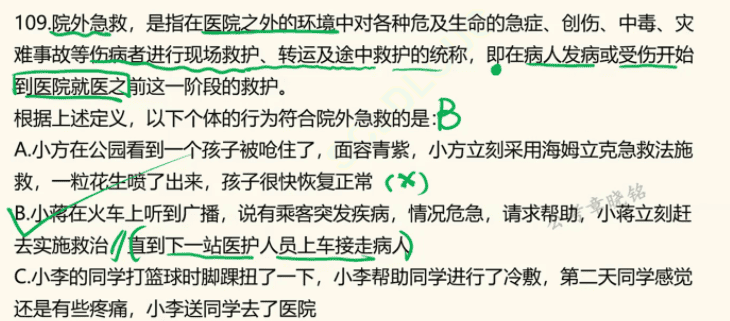 109.院外急救，是指在医院之外的环境中对各种危及生命的急症、创伤、中毒、灾
难事故等伤病者进行现场救护、转运及途中救护的统称，即在病人发病或受伤开始
到医院就医之前这一阶段的救护。
根据上述定义，以下个体的行为符合院外急救的是：B
A.小方在公园看到一个孩子被呛住了，面容青紫，小方立刻采用海姆立克急救法施
救，一粒花生喷了出来，孩子很快恢复正常（×）
B.小蒋在火车上听到广播，说有乘客突发疾病，情况危急，请求帮助，小蒋立刻赶
去实施救治//(直到下一站医护人员上车接走病人)
C.小李的同学打篮球时脚踝扭了一下，小李帮助同学进行了冷敷，第二天同学感觉
还是有些疼痛，小李送同学去了医院